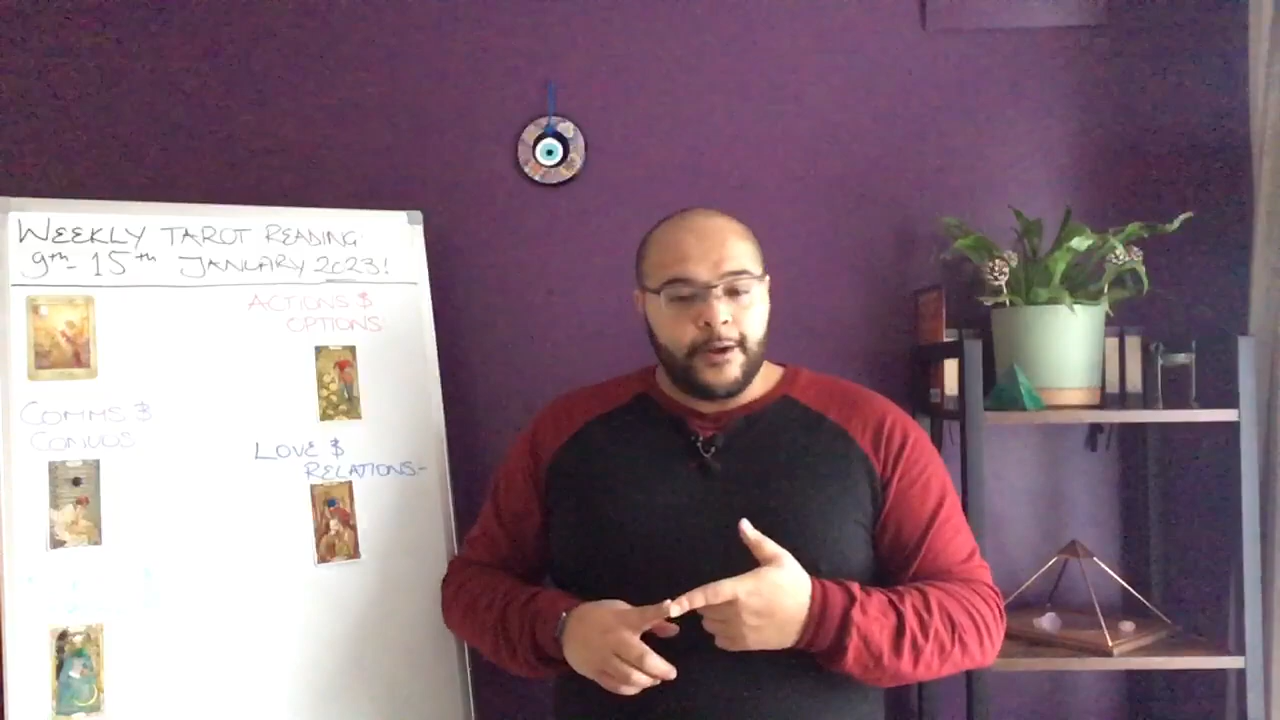 WEEKLY TAROT READING:
9th - 15th JANUARY 2023!
ACTIONS &
OPTIONS:
COMMS &
LOVE &
RELATIONS-